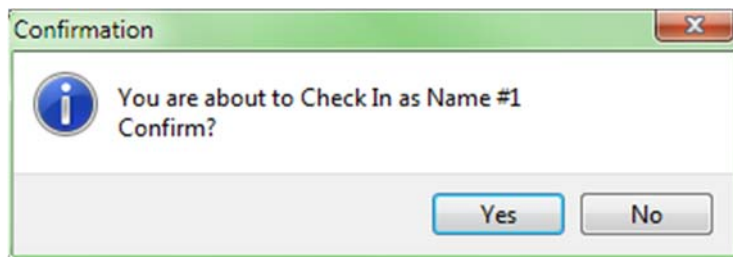 Confirmation
You are about to Check In as Name #1
Confirm?
Yes No